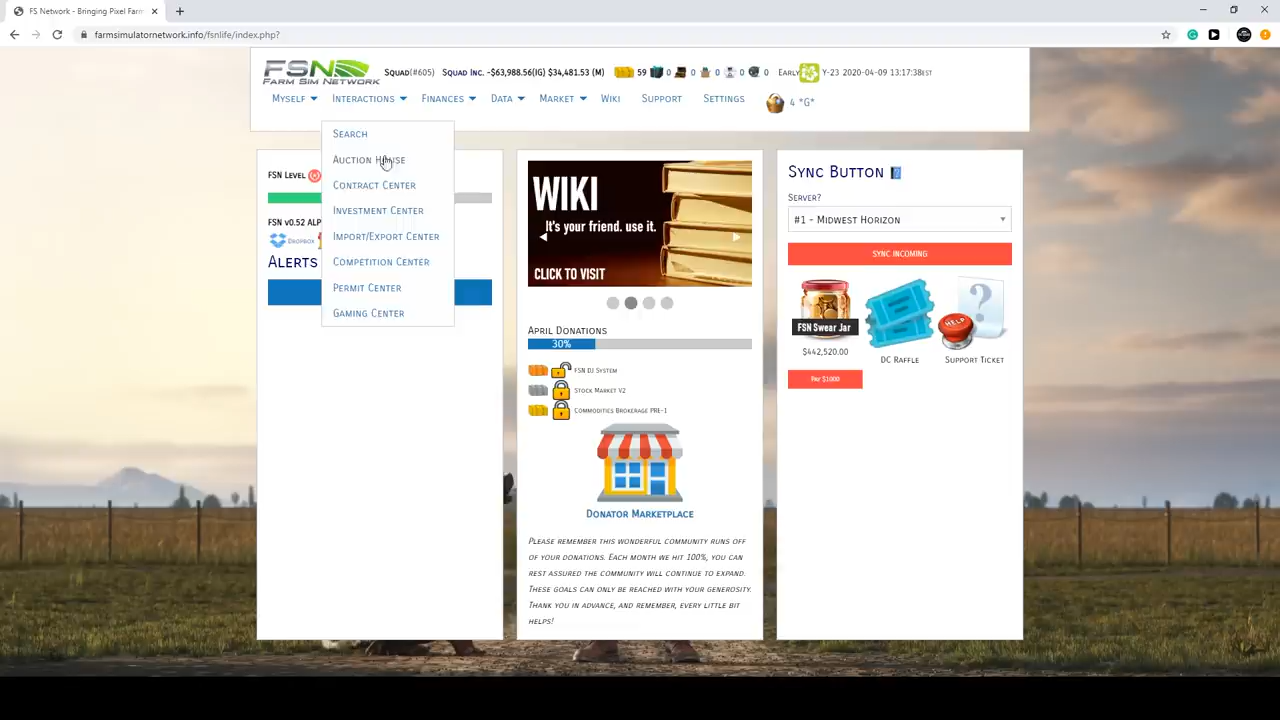 FS Network - Bringing Pixel Farm
farmsimulatornetwork.info/fsnlife/index.php?
FSN
Farm Sim Network
Squad(#605) Squad Inc. -$63,988.56(IG) $34,481.53 (M) 59 0 0 0 0 0 Early Y-23 2020-04-09 13:17:38EST
Myself Interactions Finances Data Market Wiki Support Settings 4 *G*
Search
Auction House
Contract Center
Investment Center
Import/Export Center
Competition Center
Permit Center
Gaming Center
FSN Level
FSN v0.52 ALP
Dropbox
Alerts
WIKI
It's your friend. use it.
CLICK TO VISIT
April Donations
30%
FSN DJ System
Stock Market V2
Commodities Brokerage PRE-1
Donator Marketplace
Please remember this wonderful community runs off
of your donations. Each month we hit 100%, you can
rest assured the community will continue to expand.
These goals can only be reached with your generosity.
Thank you in advance, and remember, every little bit
helps!
Sync Button
Server?
#1 - Midwest Horizon
SYNC INCOMING
FSN Swear Jar
$442,520.00
Pay $1000
DC Raffle
HELP
Support Ticket